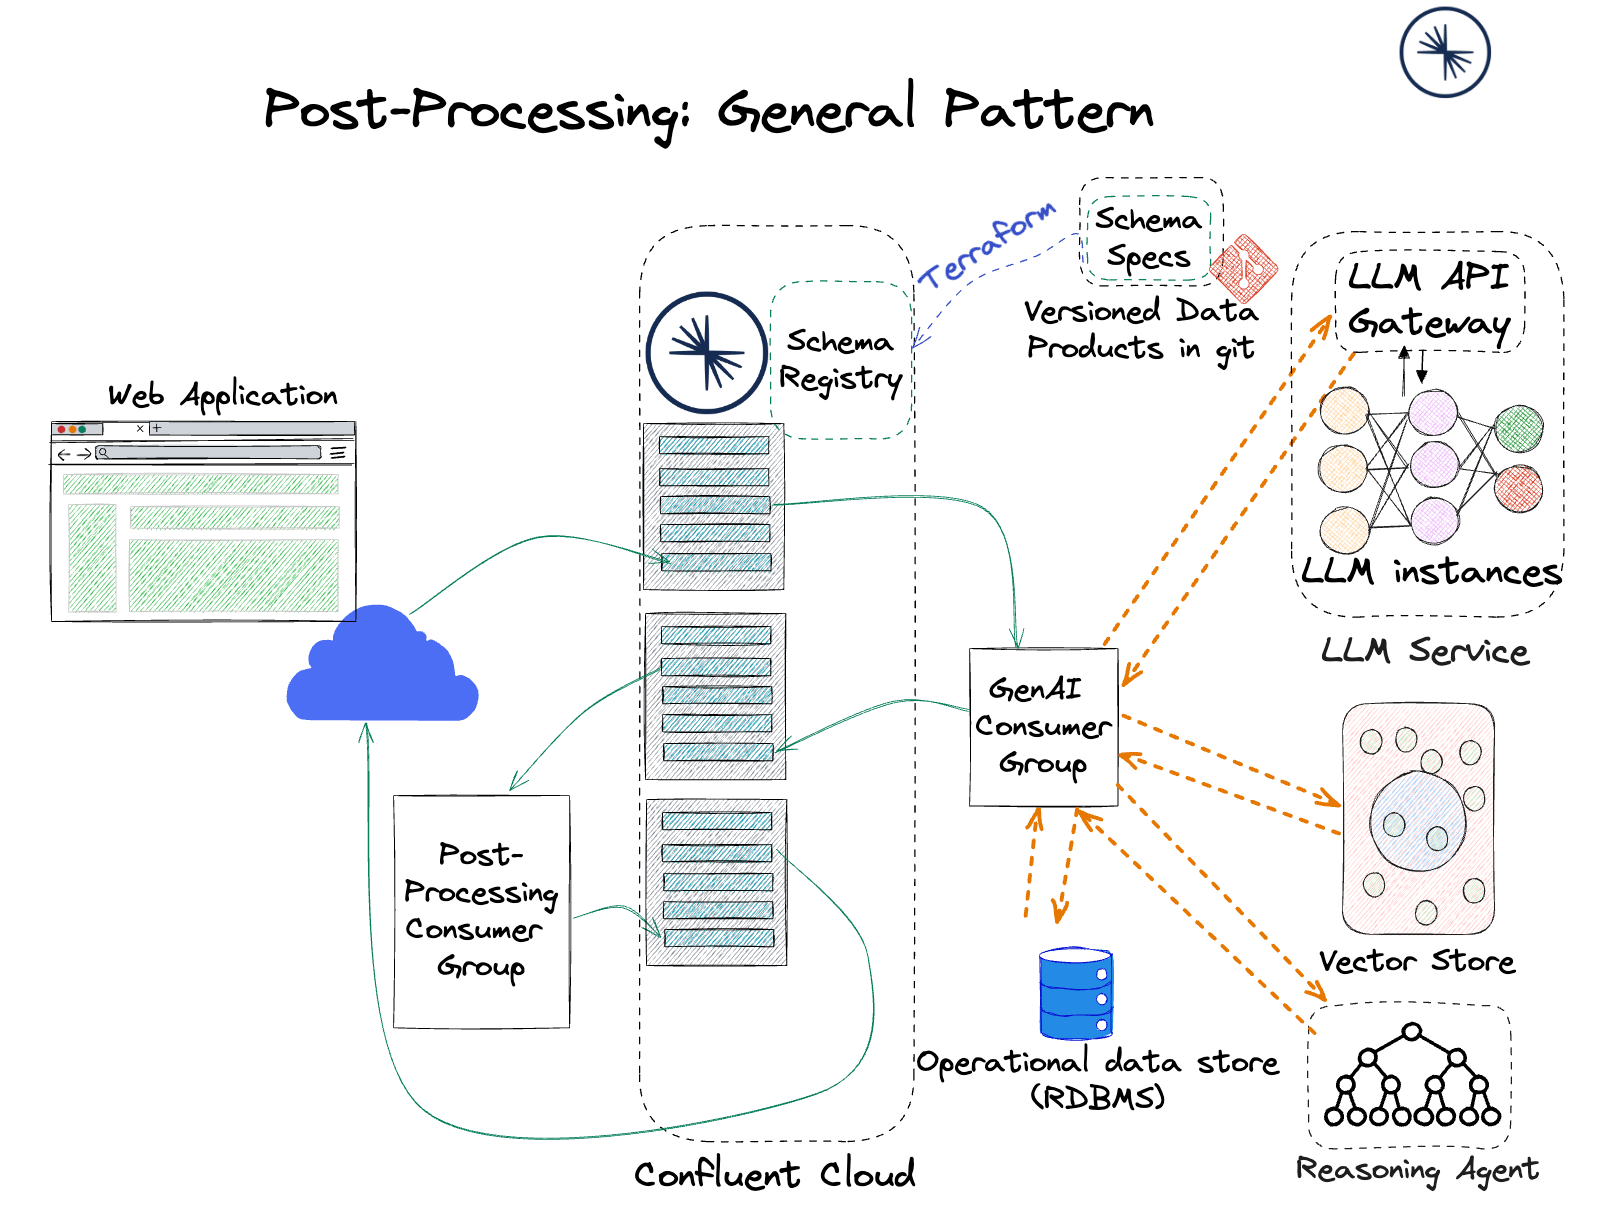 Post-Processing: General Pattern
Terraform
Schema
Specs
Versioned Data
Products in git
LLM API
Gateway
LLM instances
LLM Service
Schema
Registry
Web Application
GenAI
Consumer
Group
Post-
Processing
Consumer
Group
Vector Store
Operational data store
(RDBMS)
Reasoning Agent
Confluent Cloud